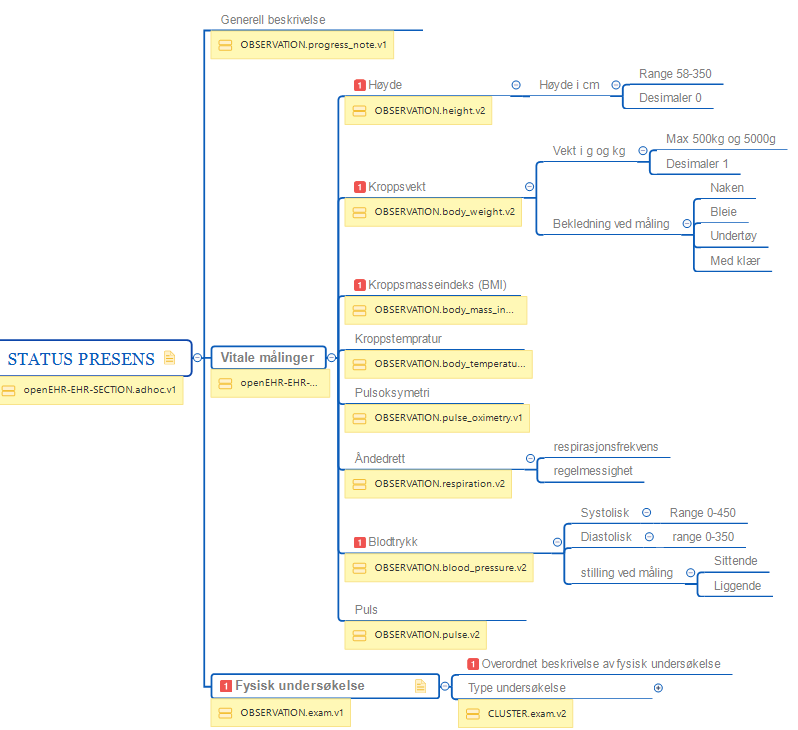 Generell beskrivelse
OBSERVATION.progress_note.v1
1 Høyde
Høyde i cm
Range 58-350
Desimaler 0
OBSERVATION.height.v2
1 Kroppsvekt
OBSERVATION.body_weight.v2
Vekt i g og kg
Max 500kg og 5000g
Desimaler 1
Bekledning ved måling
Naken
Bleie
Undertøy
Med klær
1 Kroppsmasseindeks (BMI)
OBSERVATION.body_mass_in...
Kroppstempratur
OBSERVATION.body_temperatu...
STATUS PRESENS
openEHR-EHR-SECTION.adhoc.v1
Vitale målinger
openEHR-EHR-...
Pulsoksymetri
OBSERVATION.pulse_oximetry.v1
Åndedrett
OBSERVATION.respiration.v2
respirasjonsfrekvens
regelmessighet
1 Blodtrykk
OBSERVATION.blood_pressure.v2
Systolisk
Range 0-450
Diastolisk
range 0-350
stilling ved måling
Sittende
Liggende
Puls
OBSERVATION.pulse.v2
1 Fysisk undersøkelse
OBSERVATION.exam.v1
1 Overordnet beskrivelse av fysisk undersøkelse
Type undersøkelse
CLUSTER.exam.v2